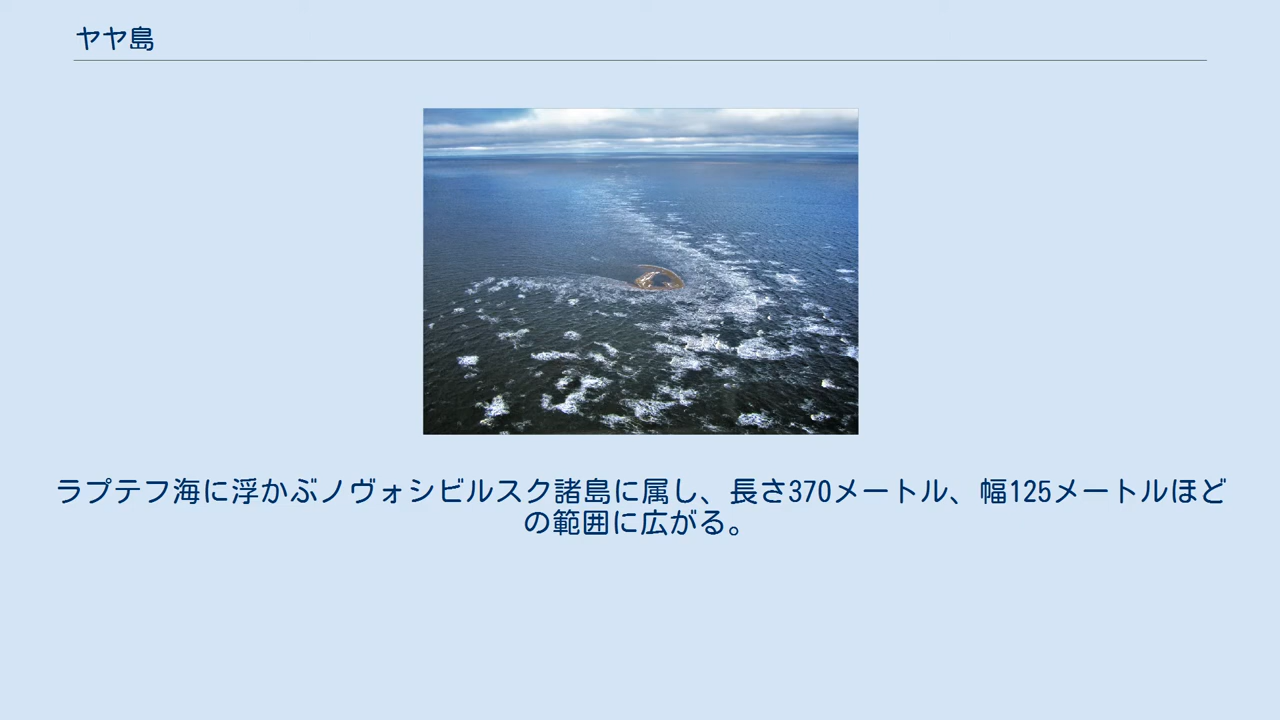 ヤヤ島
ラプテフ海に浮かぶノヴォシビルスク諸島に属し、長さ370メートル、幅125メートルほど
の範囲に広がる。